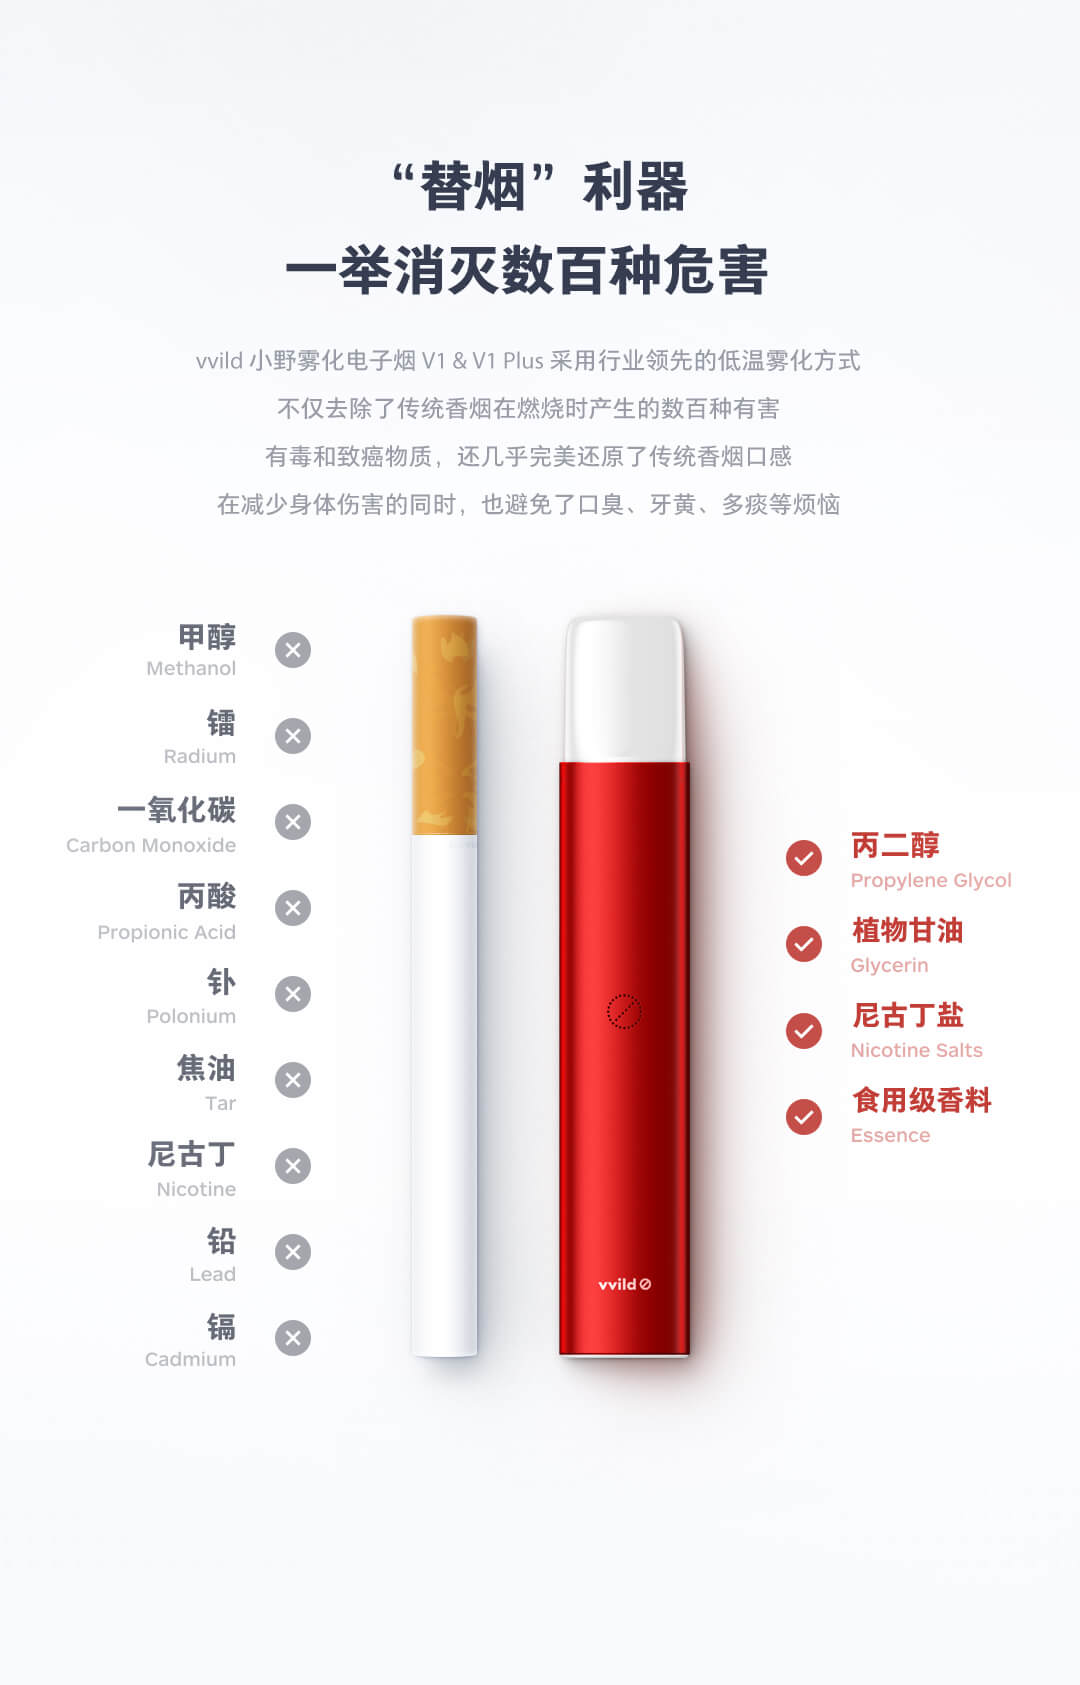 “替烟”利器
一举消灭数百种危害
vvild 小野雾化电子烟 V1 & V1 Plus 采用行业领先的低温雾化方式
不仅去除了传统香烟在燃烧时产生的数百种有害
有毒和致癌物质，还几乎完美还原了传统香烟口感
在减少身体伤害的同时，也避免了口臭、牙黄、多痰等烦恼
甲醇
Methanol
镭
Radium
一氧化碳
Carbon Monoxide
丙酸
Propionic Acid
钋
Polonium
焦油
Tar
尼古丁
Nicotine
铅
Lead
镉
Cadmium
vvild
丙二醇
Propylene Glycol
植物甘油
Glycerin
尼古丁盐
Nicotine Salts
食用级香料
Essence